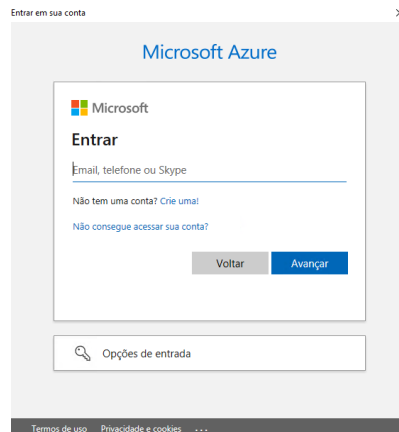 Entrar em sua conta
Microsoft Azure
Microsoft
Entrar
Email, telefone ou Skype
Não tem uma conta? Crie uma!
Não consegue acessar sua conta?
Voltar Avançar
Opções de entrada
Termos de uso Privacidade e cookies ...